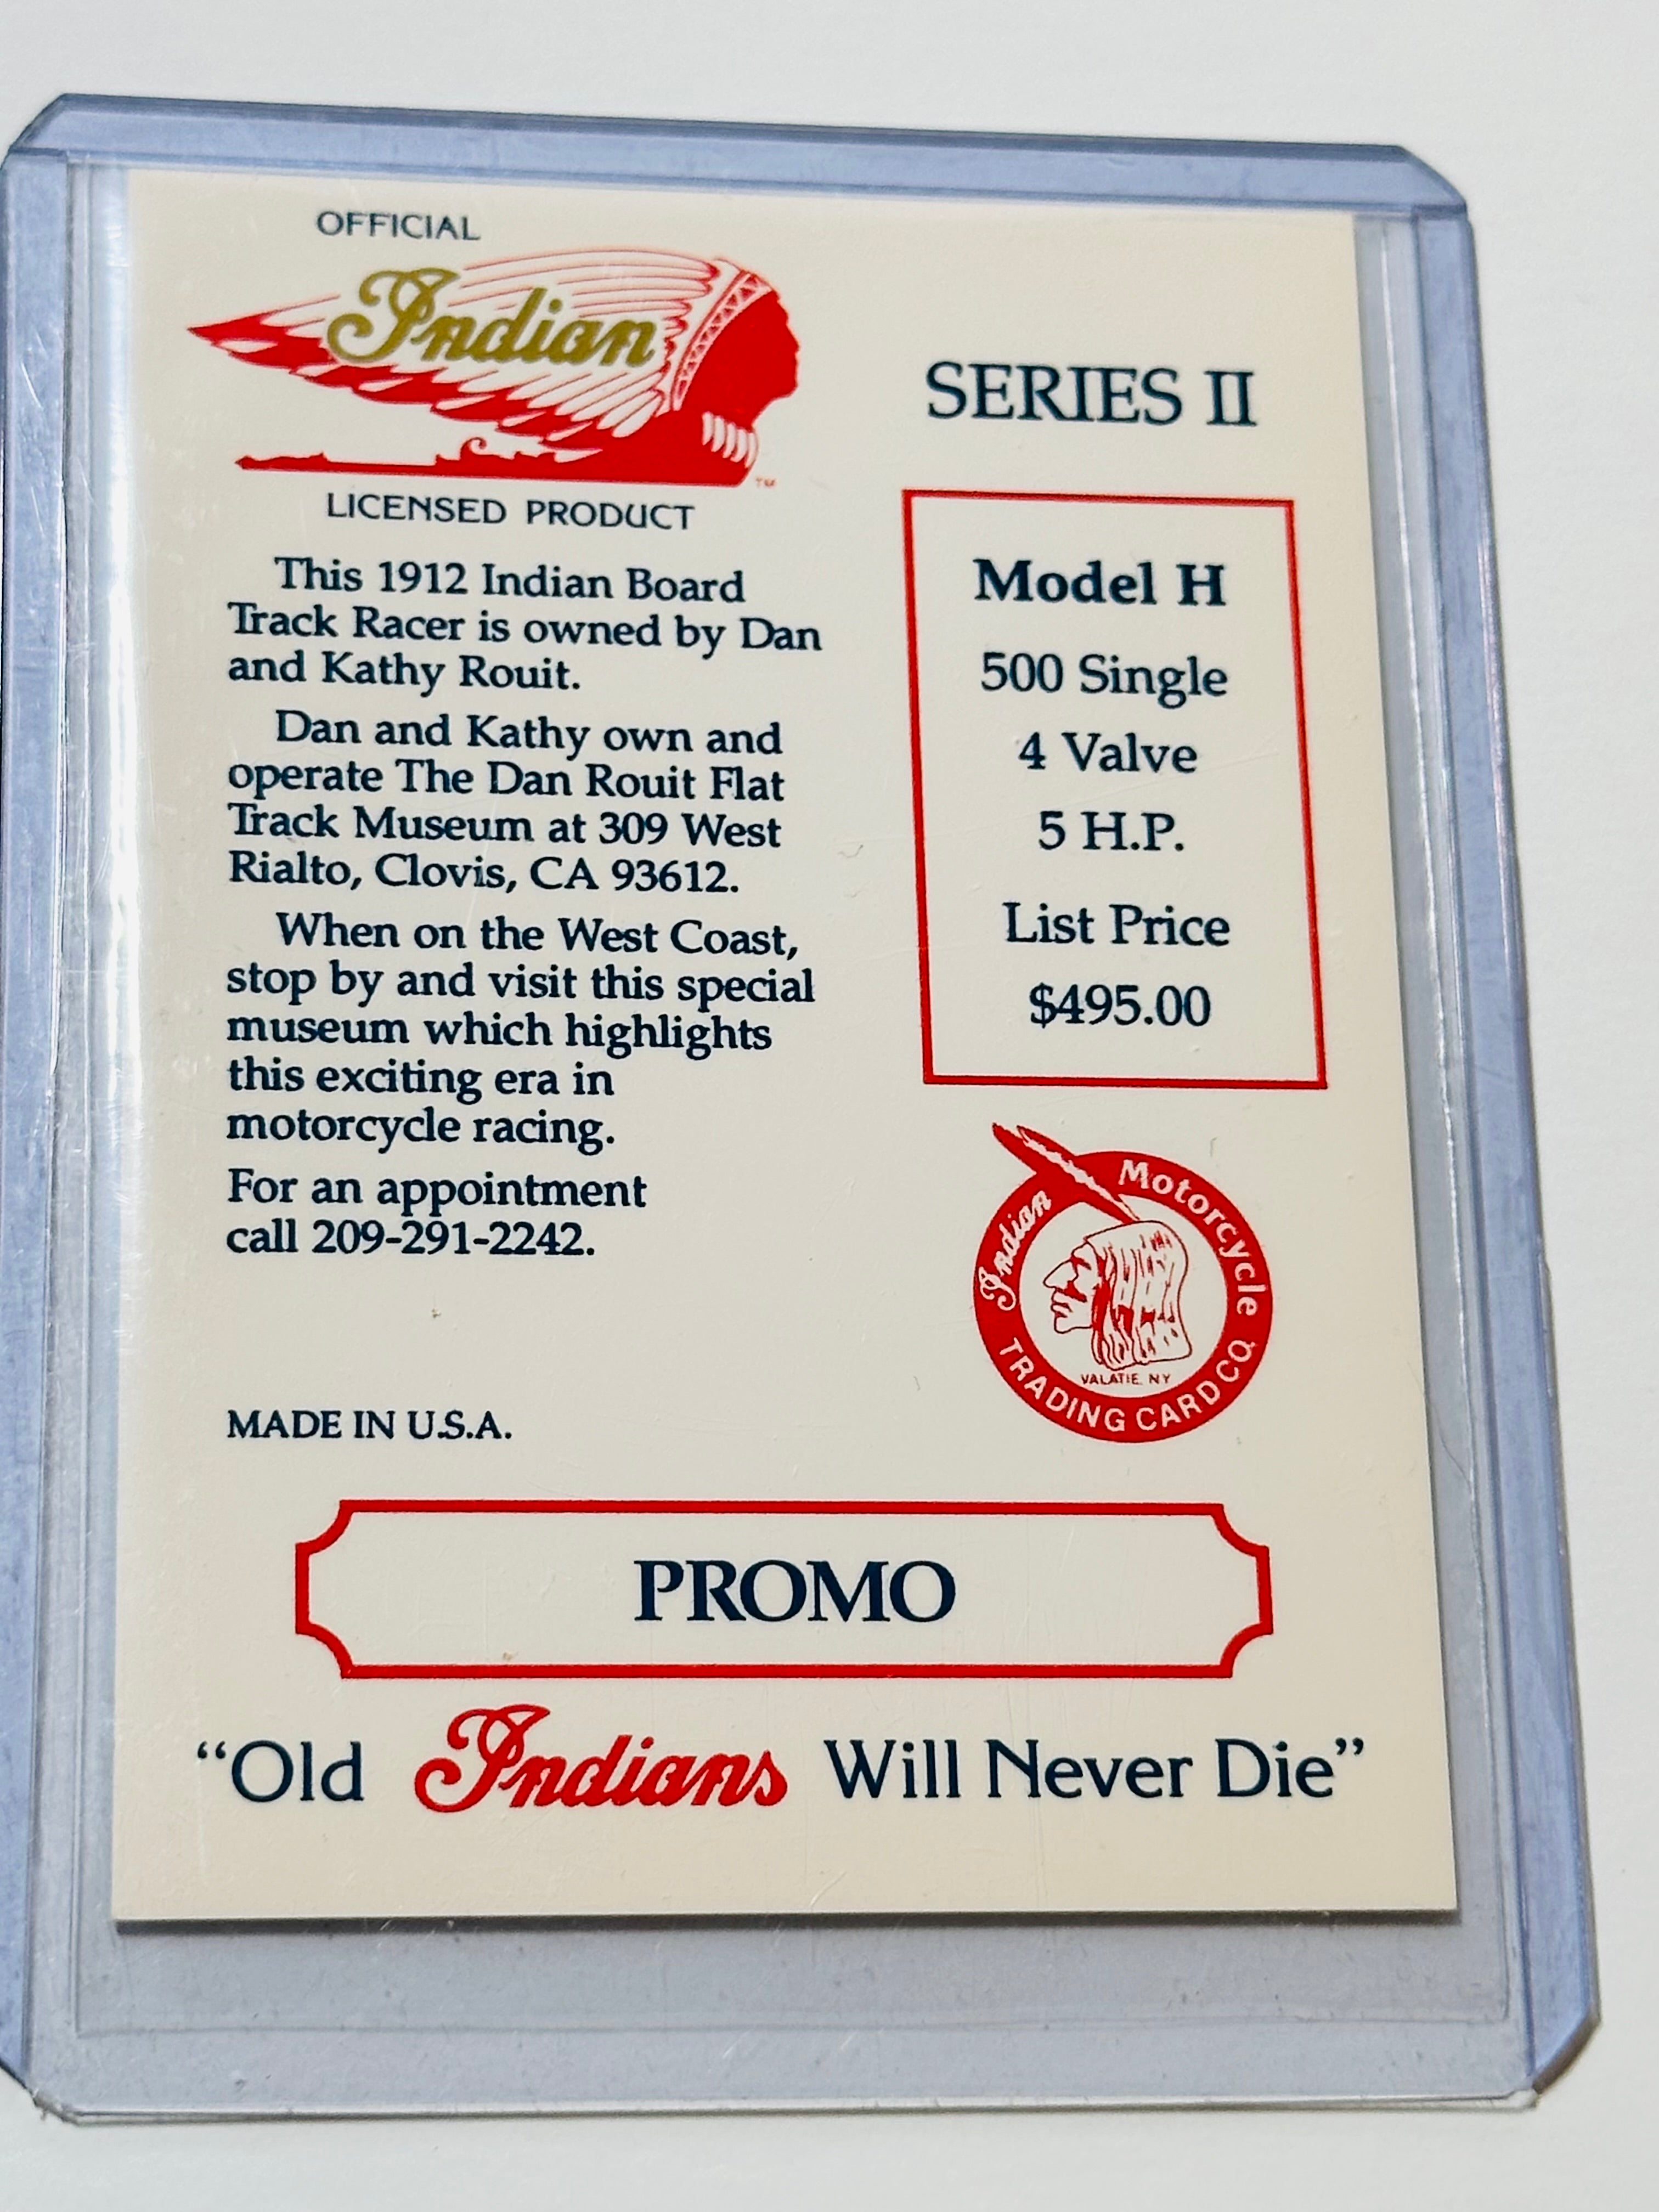 OFFICIAL
Indian
TM
LICENSED PRODUCT
SERIES II
This 1912 Indian Board
Track Racer is owned by Dan
and Kathy Rouit.
Dan and Kathy own and
operate The Dan Rouit Flat
Track Museum at 309 West
Rialto, Clovis, CA 93612.
When on the West Coast,
stop by and visit this special
museum which highlights
this exciting era in
motorcycle racing.
For an appointment
call 209-291-2242.
Model H
500 Single
4 Valve
5 H.P.
List Price
$495.00
Indian Motorcycle
TRADING CARD CO.
VALATIE, NY
MADE IN U.S.A.
PROMO
“Old Indians Will Never Die”